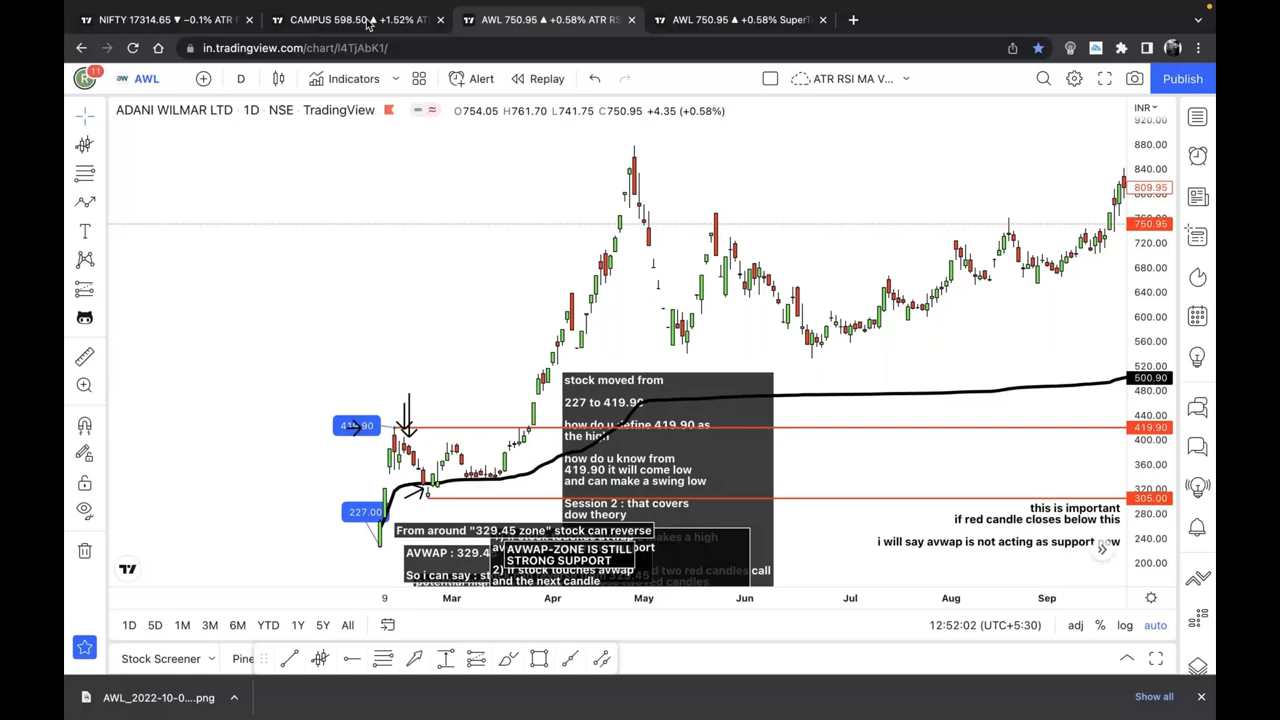 NIFTY 17314.65 ▼ −0.1% ATR
CAMPUS 598.50 ▲ +1.52% AT
AWL 750.95 ▲ +0.58% ATR RS
AWL 750.95 ▲ +0.58% SuperT
in.tradingview.com/chart/I4TjAbK1/
11
AWL
D
Indicators
Alert
Replay
ATR RSI MA V...
Publish
ADANI WILMAR LTD · 1D · NSE · TradingView
O754.05 H761.70 L741.75 C750.95 +4.35 (+0.58%)
INR
920.00
880.00
840.00
809.95
750.95
720.00
680.00
640.00
600.00
560.00
520.00
500.90
480.00
440.00
419.90
400.00
360.00
320.00
305.00
280.00
240.00
200.00
stock moved from
227 to 419.90
how do u define 419.90 as
the high
how do u know from
419.90 it will come low
and can make a swing low
Session 2 : that covers
dow theory
227.00
From around "329.45 zone" stock can reverse
AVWAP : 329.4
So i can say : st
makes a high
AVWAP-ZONE IS STILL
STRONG SUPPORT
2) if stock touches avwap
and the next candle
two red candles call
this is important
if red candle closes below this
i will say avwap is not acting as support now
9
Mar
Apr
May
Jun
Jul
Aug
Sep
1D 5D 1M 3M 6M YTD 1Y 5Y All
12:52:02 (UTC+5:30)
adj % log auto
Stock Screener
Pine
AWL_2022-10-0....png
Show all